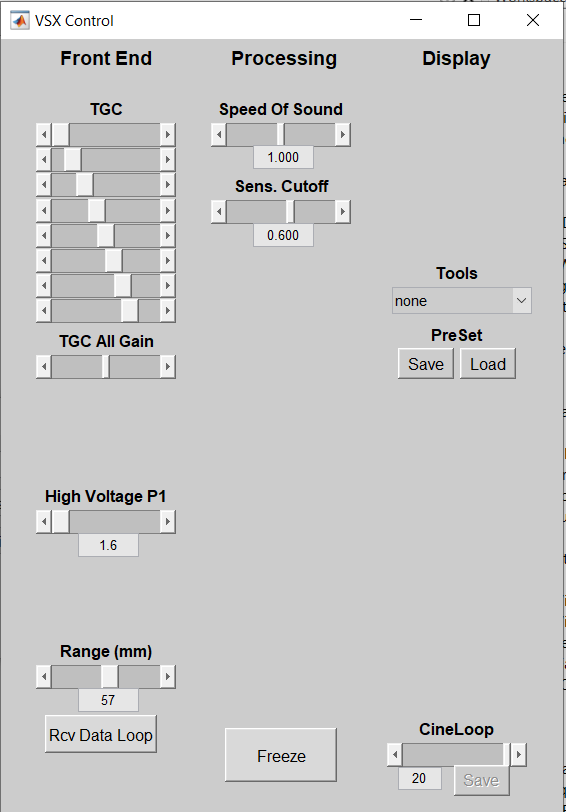 VSX Control
Front End
Processing
Display
TGC
Speed Of Sound
1.000
Sens. Cutoff
0.600
Tools
none
PreSet
Save
Load
TGC All Gain
High Voltage P1
1.6
Range (mm)
57
Rcv Data Loop
Freeze
CineLoop
20
Save